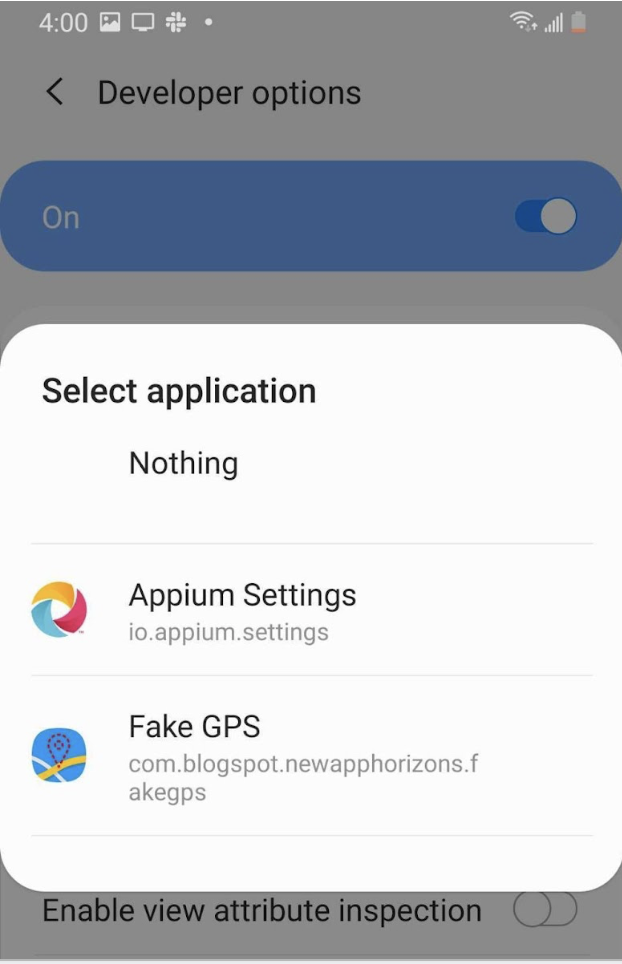 4:00
Developer options
On
Select application
Nothing
Appium Settings
io.appium.settings
Fake GPS
com.blogspot.newapphorizons.f
akegps
Enable view attribute inspection